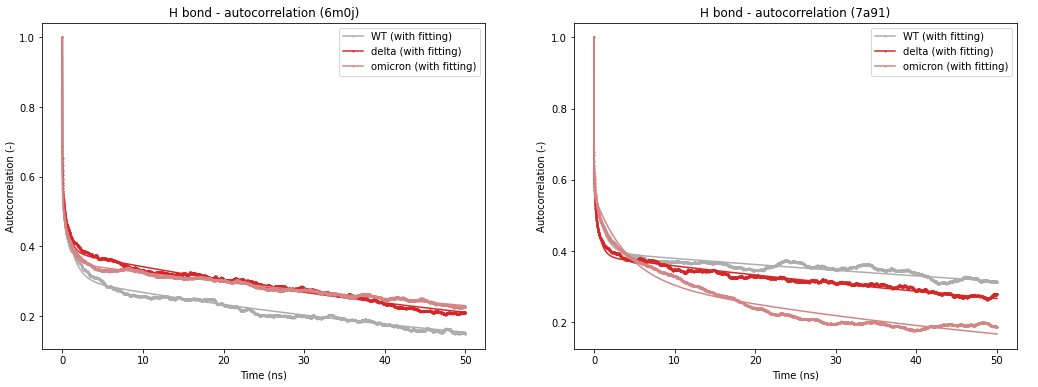 H bond - autocorrelation (6m0j)
WT (with fitting)
delta (with fitting)
omicron (with fitting)
1.0
0.8
0.6
0.4
0.2
Autocorrelation (-)
0 10 20 30 40 50
Time (ns)
H bond - autocorrelation (7a91)
WT (with fitting)
delta (with fitting)
omicron (with fitting)
1.0
0.8
0.6
0.4
0.2
Autocorrelation (-)
0 10 20 30 40 50
Time (ns)